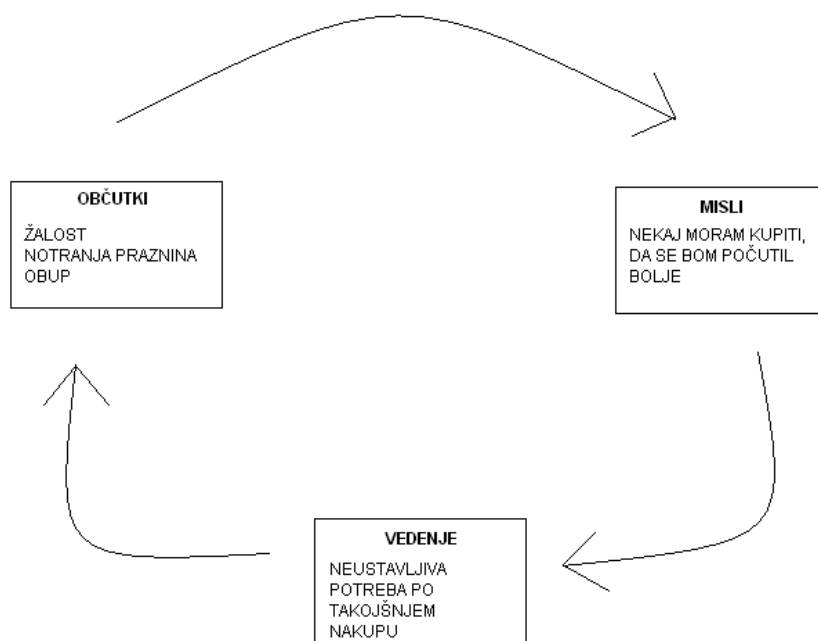 OBČUTKI
ŽALOST
NOTRANJA PRAZNINA
OBUP
MISLI
NEKAJ MORAM KUPITI,
DA SE BOM POČUTIL
BOLJE
VEDENJE
NEUSTAVLJIVA
POTREBA PO
TAKOJŠNJEM
NAKUPU